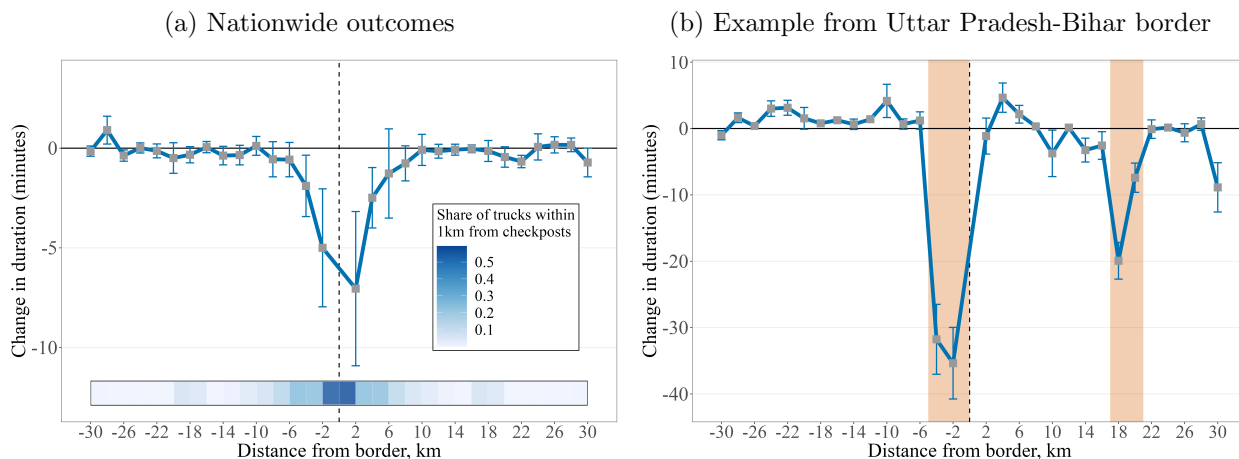 (a) Nationwide outcomes
Change in duration (minutes)
0
-5
-10
Share of trucks within
1km from checkposts
0.5
0.4
0.3
0.2
0.1
-30 -26 -22 -18 -14 -10 -6 -2 2 6 10 14 18 22 26 30
Distance from border, km
(b) Example from Uttar Pradesh-Bihar border
Change in duration (minutes)
10
0
-10
-20
-30
-40
-30 -26 -22 -18 -14 -10 -6 -2 2 6 10 14 18 22 26 30
Distance from border, km